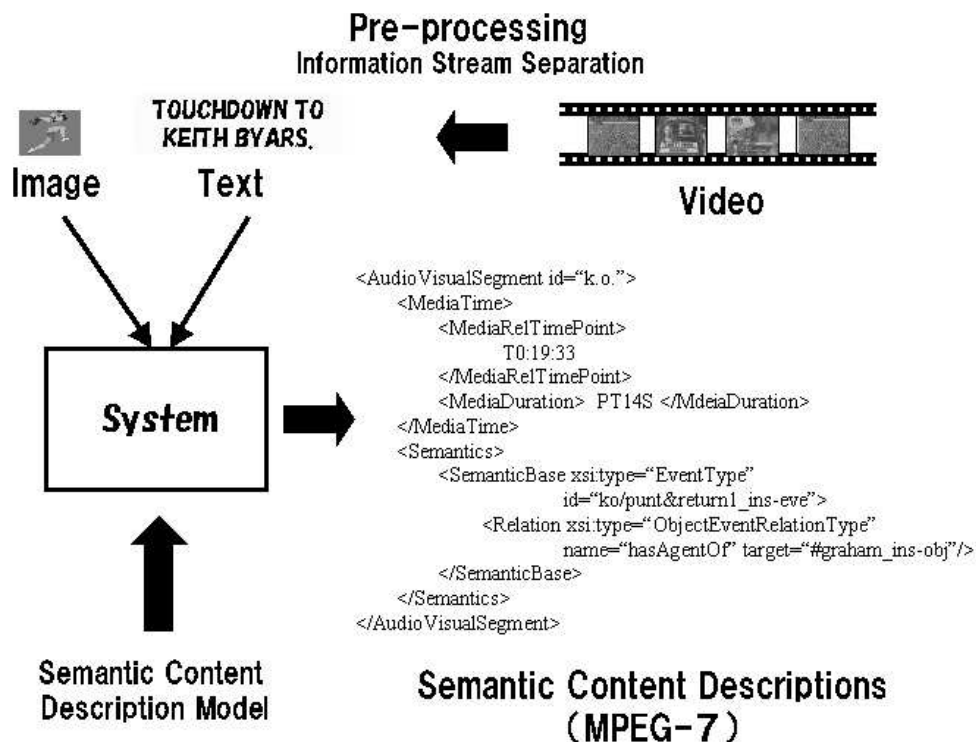 Pre-processing
Information Stream Separation
TOUCHDOWN TO
KEITH BYARS.
Image
Text
Video
<AudioVisualSegment id=“k.o.”>
<MediaTime>
<MediaRelTimePoint>
T0:19:33
</MediaRelTimePoint>
<MediaDuration> PT14S </MdeiaDuration>
</MediaTime>
<Semantics>
<SemanticBase xsi:type=“EventType”
id=“ko/punt&return1_ins-eve”>
<Relation xsi:type=“ObjectEventRelationType”
name=“hasAgentOf” target=“#graham_ins-obj”/>
</SemanticBase>
</Semantics>
</AudioVisualSegment>
System
Semantic Content
Description Model
Semantic Content Descriptions
(MPEG-7)